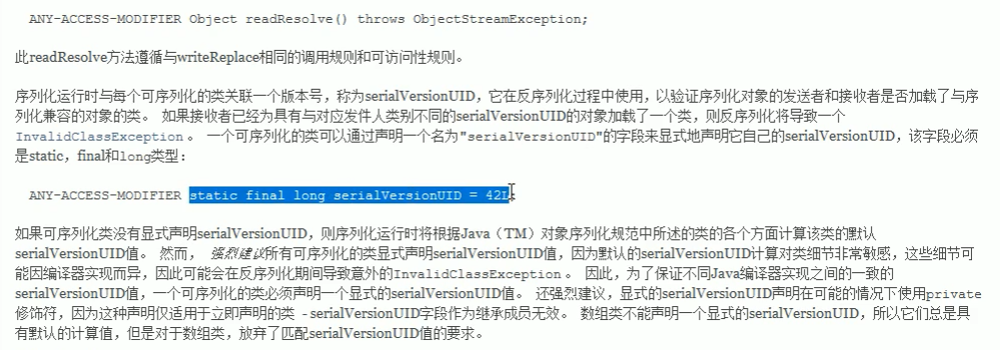 ANY-ACCESS-MODIFIER Object readResolve() throws ObjectStreamException;
此readResolve方法遵循与writeReplace相同的调用规则和可访问性规则。
序列化运行时与每个可序列化的类关联一个版本号，称为serialVersionUID，它在反序列化过程中使用，以验证序列化对象的发送者和接收者是否加载了与序
列化兼容的对象的类。 如果接收者已经为具有与对应发件人类别不同的serialVersionUID的对象加载了一个类，则反序列化将导致一个
InvalidClassException 。 一个可序列化的类可以通过声明一个名为"serialVersionUID"的字段来显式地声明它自己的serialVersionUID，该字段必须
是static，final和long类型：
ANY-ACCESS-MODIFIER static final long serialVersionUID = 42L;
如果可序列化类没有显式声明serialVersionUID，则序列化运行时将根据Java（TM）对象序列化规范中所述的类的各个方面计算该类的默认
serialVersionUID值。 然而， 强烈建议所有可序列化的类显式声明serialVersionUID值，因为默认的serialVersionUID计算对类细节非常敏感，这些细节可
能因编译器实现而异，因此可能会在反序列化期间导致意外的InvalidClassException 。 因此，为了保证不同Java编译器实现之间的一致的
serialVersionUID值，一个可序列化的类必须声明一个显式的serialVersionUID值。 还强烈建议，显式的serialVersionUID声明在可能的情况下使用private
修饰符，因为这种声明仅适用于立即声明的类 - serialVersionUID字段作为继承成员无效。 数组类不能声明一个显式的serialVersionUID，所以它们总是具
有默认的计算值，但是对于数组类，放弃了匹配serialVersionUID值的要求。